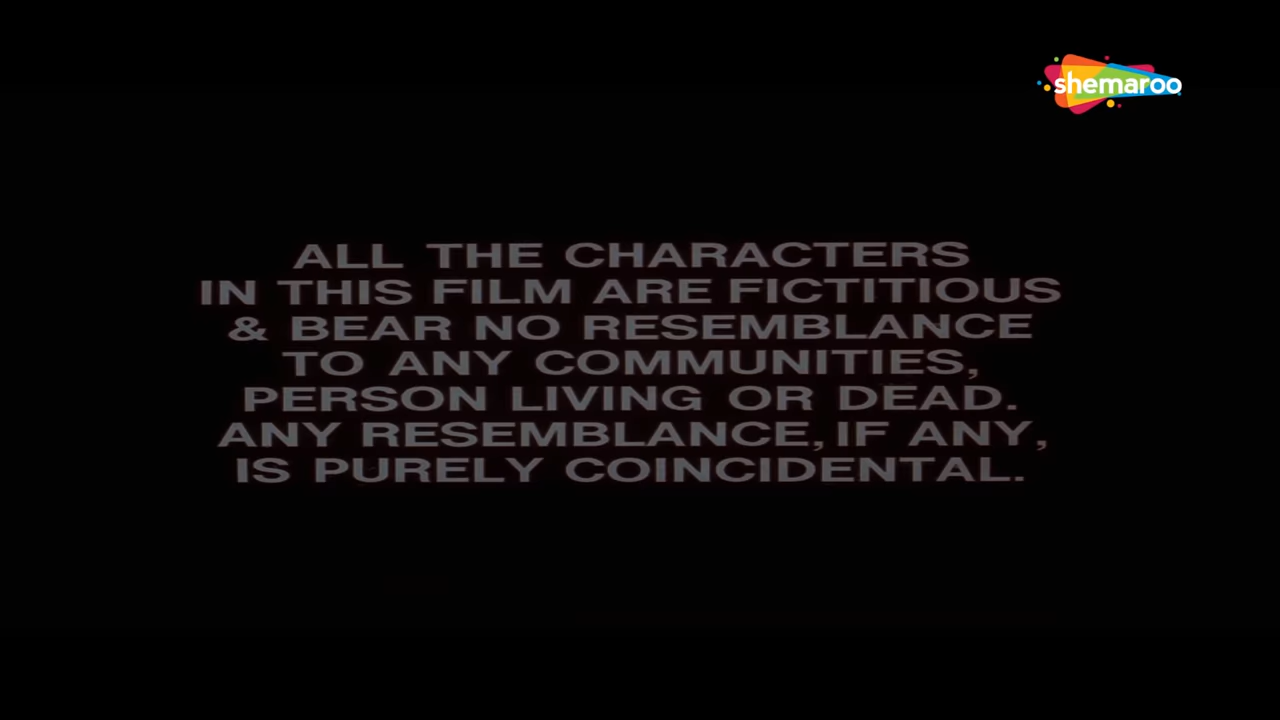 shemaroo
ALL THE CHARACTERS
IN THIS FILM ARE FICTITIOUS
& BEAR NO RESEMBLANCE
TO ANY COMMUNITIES,
PERSON LIVING OR DEAD.
ANY RESEMBLANCE, IF ANY,
IS PURELY COINCIDENTAL.